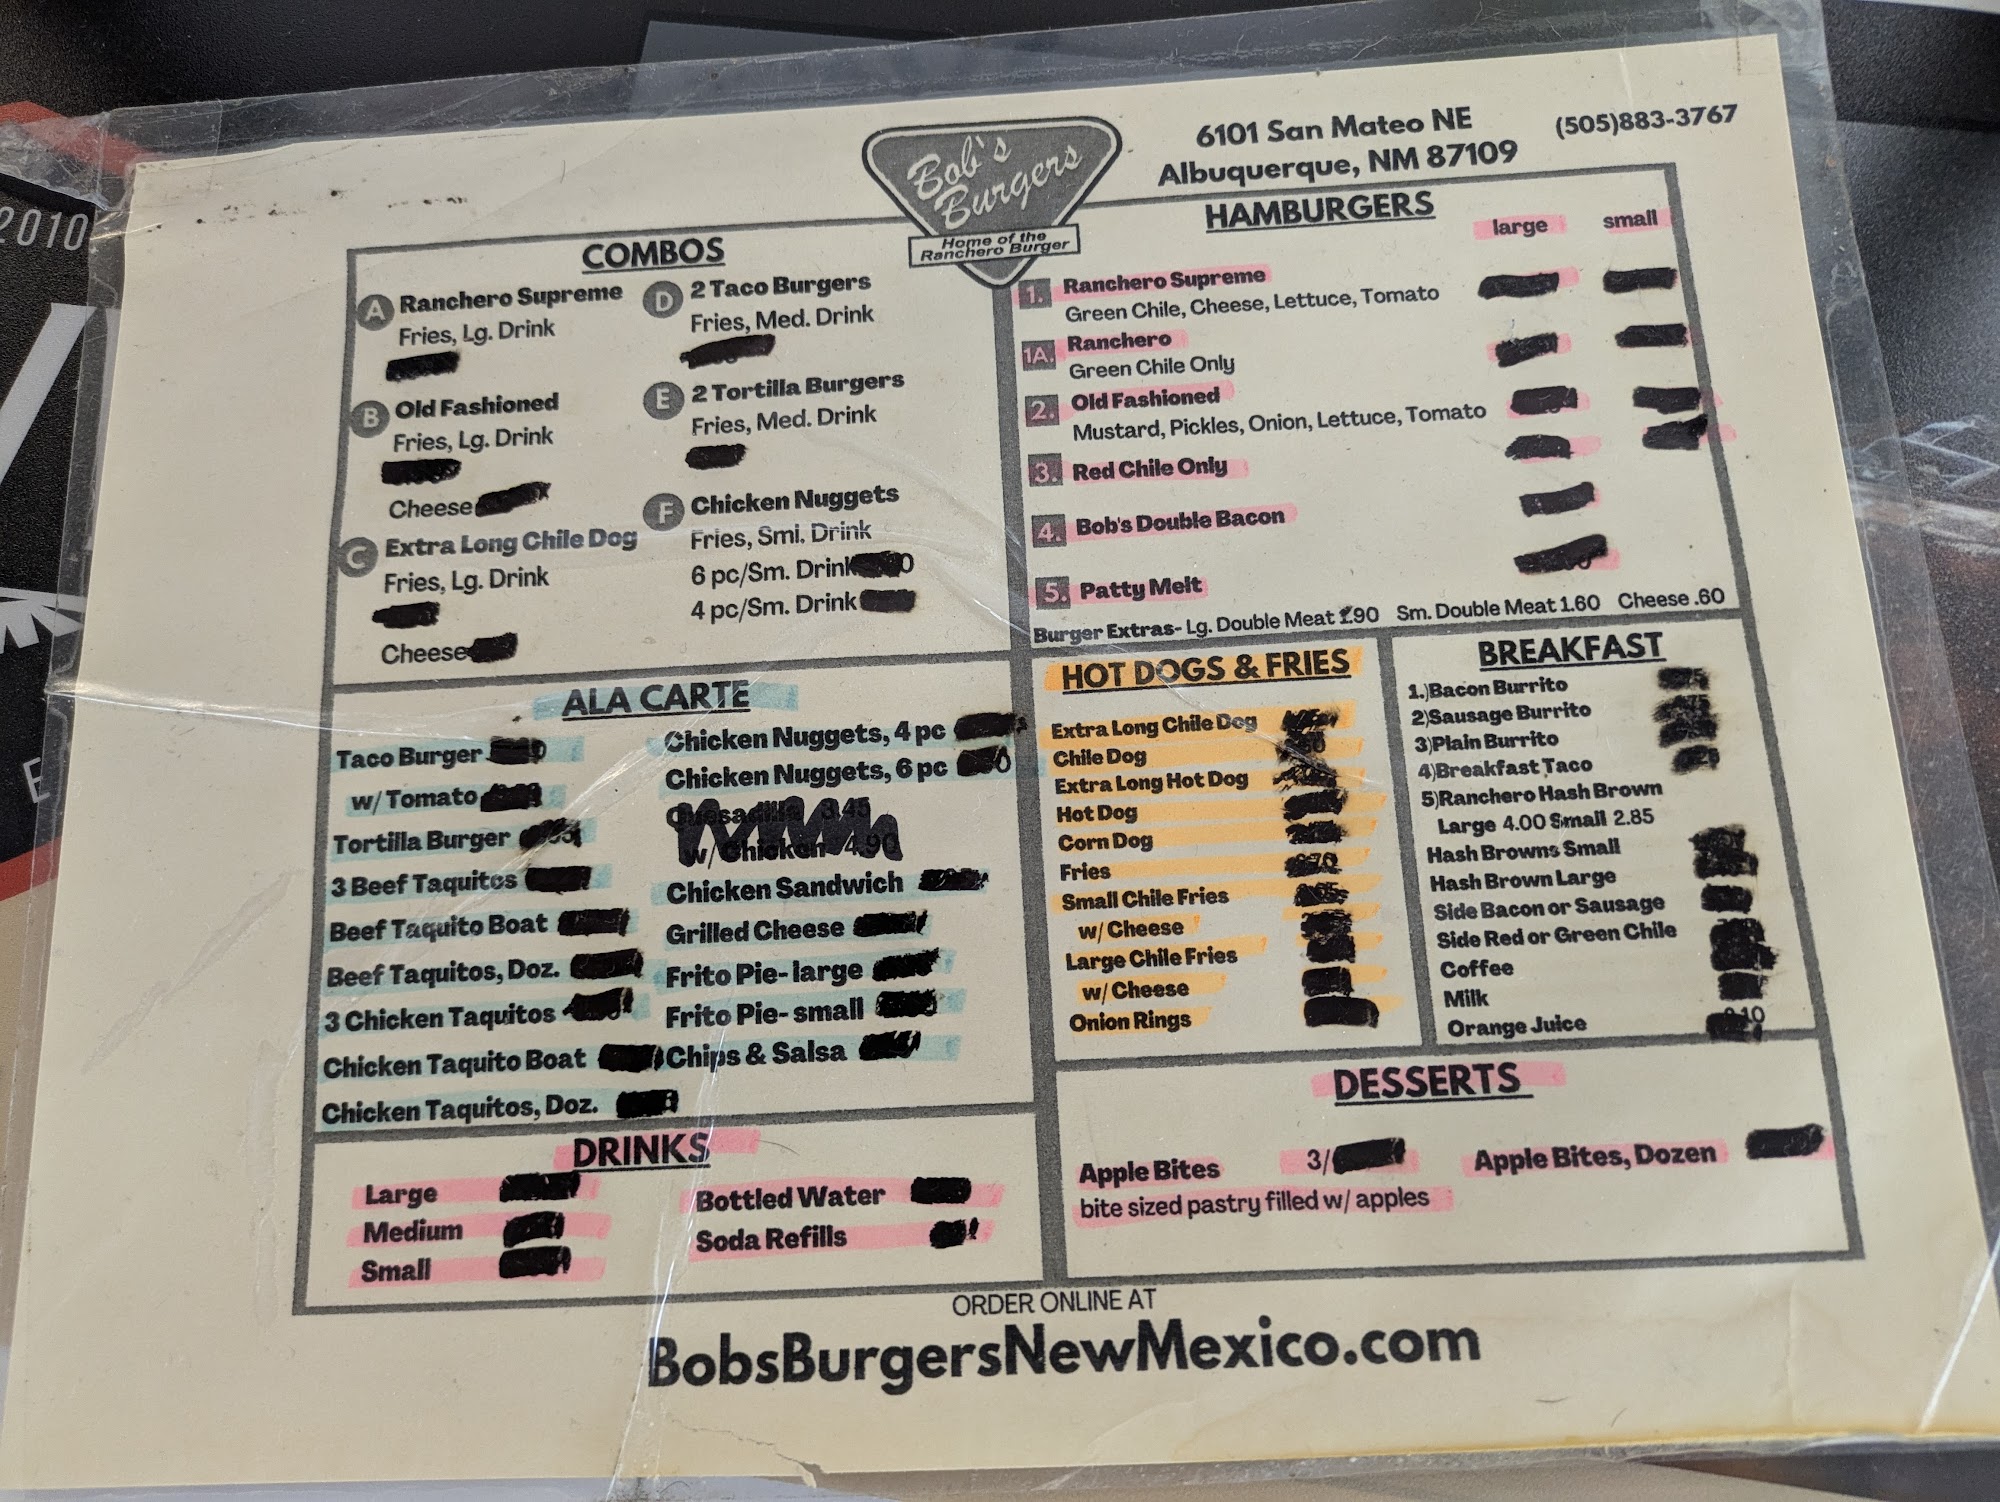 2010
Bob's
Burgers
Home of the
Ranchero Burger
6101 San Mateo NE
Albuquerque, NM 87109
(505)883-3767
COMBOS
A Ranchero Supreme
Fries, Lg. Drink
B Old Fashioned
Fries, Lg. Drink
Cheese
C Extra Long Chile Dog
Fries, Lg. Drink
Cheese
D 2 Taco Burgers
Fries, Med. Drink
E 2 Tortilla Burgers
Fries, Med. Drink
F Chicken Nuggets
Fries, Sml. Drink
6 pc/Sm. Drink
4 pc/Sm. Drink
HAMBURGERS
large small
1. Ranchero Supreme
Green Chile, Cheese, Lettuce, Tomato
1A. Ranchero
Green Chile Only
2. Old Fashioned
Mustard, Pickles, Onion, Lettuce, Tomato
3. Red Chile Only
4. Bob's Double Bacon
5. Patty Melt
Burger Extras- Lg. Double Meat 1.90 Sm. Double Meat 1.60 Cheese .60
ALA CARTE
Taco Burger
w/ Tomato
Tortilla Burger
3 Beef Taquitos
Beef Taquito Boat
Beef Taquitos, Doz.
3 Chicken Taquitos
Chicken Taquito Boat
Chicken Taquitos, Doz.
Chicken Nuggets, 4 pc
Chicken Nuggets, 6 pc
Quesadilla 3.45
w/ Chicken 4.90
Chicken Sandwich
Grilled Cheese
Frito Pie- large
Frito Pie- small
Chips & Salsa
HOT DOGS & FRIES
Extra Long Chile Dog
Chile Dog
Extra Long Hot Dog
Hot Dog
Corn Dog
Fries
Small Chile Fries
w/ Cheese
Large Chile Fries
w/ Cheese
Onion Rings
BREAKFAST
1.)Bacon Burrito
2)Sausage Burrito
3)Plain Burrito
4)Breakfast Taco
5)Ranchero Hash Brown
Large 4.00 Small 2.85
Hash Browns Small
Hash Brown Large
Side Bacon or Sausage
Side Red or Green Chile
Coffee
Milk
Orange Juice
DRINKS
Large
Medium
Small
Bottled Water
Soda Refills
DESSERTS
Apple Bites 3/
bite sized pastry filled w/ apples
Apple Bites, Dozen
ORDER ONLINE AT
BobsBurgersNewMexico.com